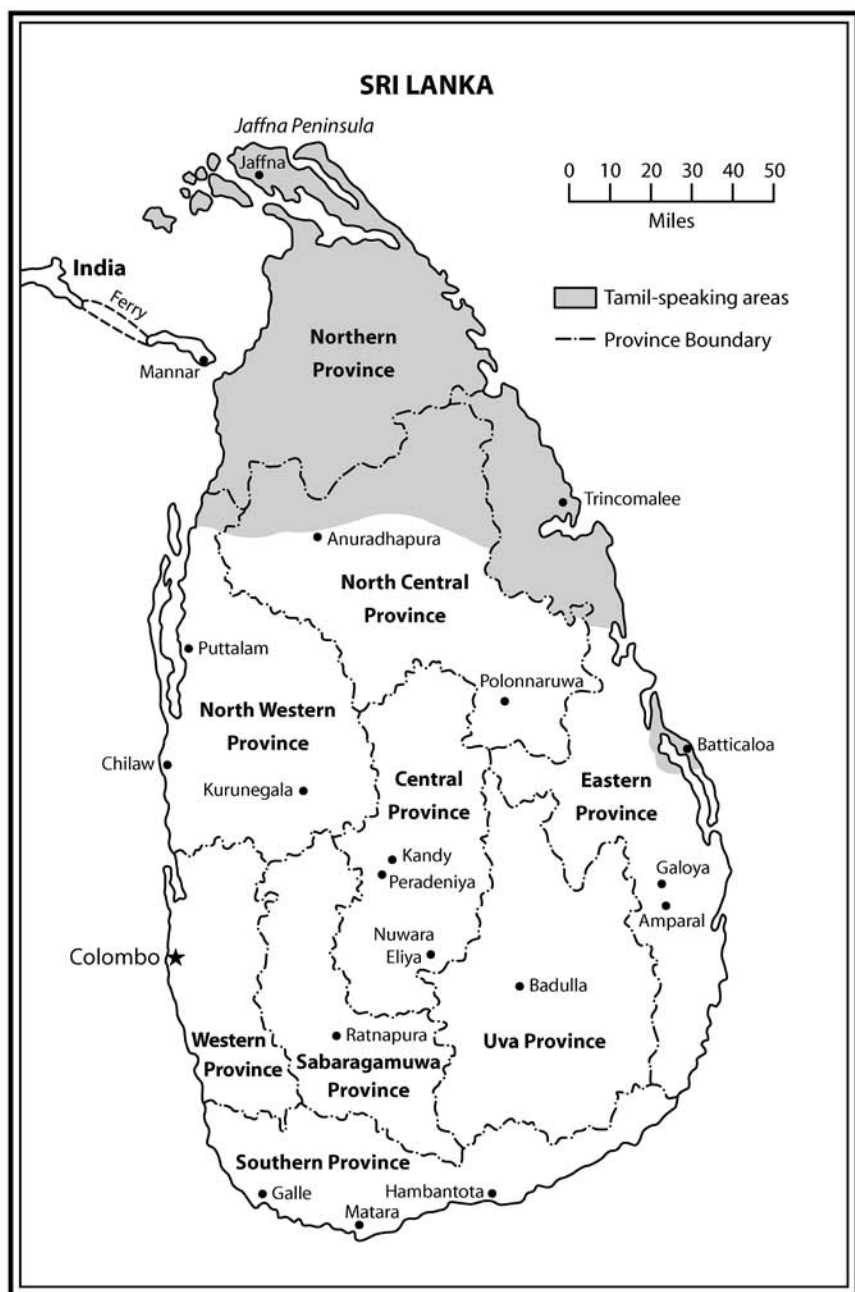 SRI LANKA
Jaffna Peninsula
Jaffna
0 10 20 30 40 50
Miles
India
Ferry
Tamil-speaking areas
Province Boundary
Northern
Province
Mannar
Trincomalee
Anuradhapura
North Central
Province
Puttalam
Polonnaruwa
North Western
Province
Batticaloa
Chilaw
Central
Province
Eastern
Province
Kurunegala
Kandy
Peradeniya
Galoya
Amparal
Nuwara
Eliya
Colombo
Badulla
Ratnapura
Western
Province
Sabaragamuwa
Province
Uva Province
Southern Province
Galle
Hambantota
Matara